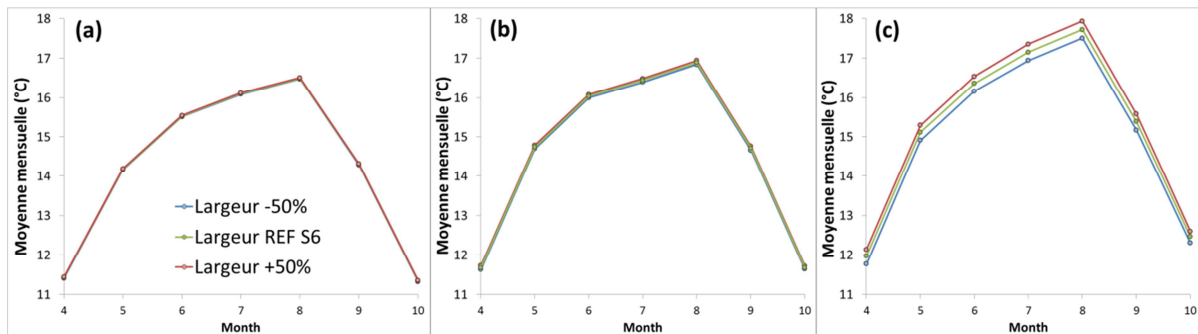 (a)
Moyenne mensuelle (°C)
18
17
16
15
14
13
12
11
Largeur -50%
Largeur REF S6
Largeur +50%
4 5 6 7 8 9 10
Month
(b)
Moyenne mensuelle (°C)
18
17
16
15
14
13
12
11
4 5 6 7 8 9 10
Month
(c)
Moyenne mensuelle (°C)
18
17
16
15
14
13
12
11
4 5 6 7 8 9 10
Month